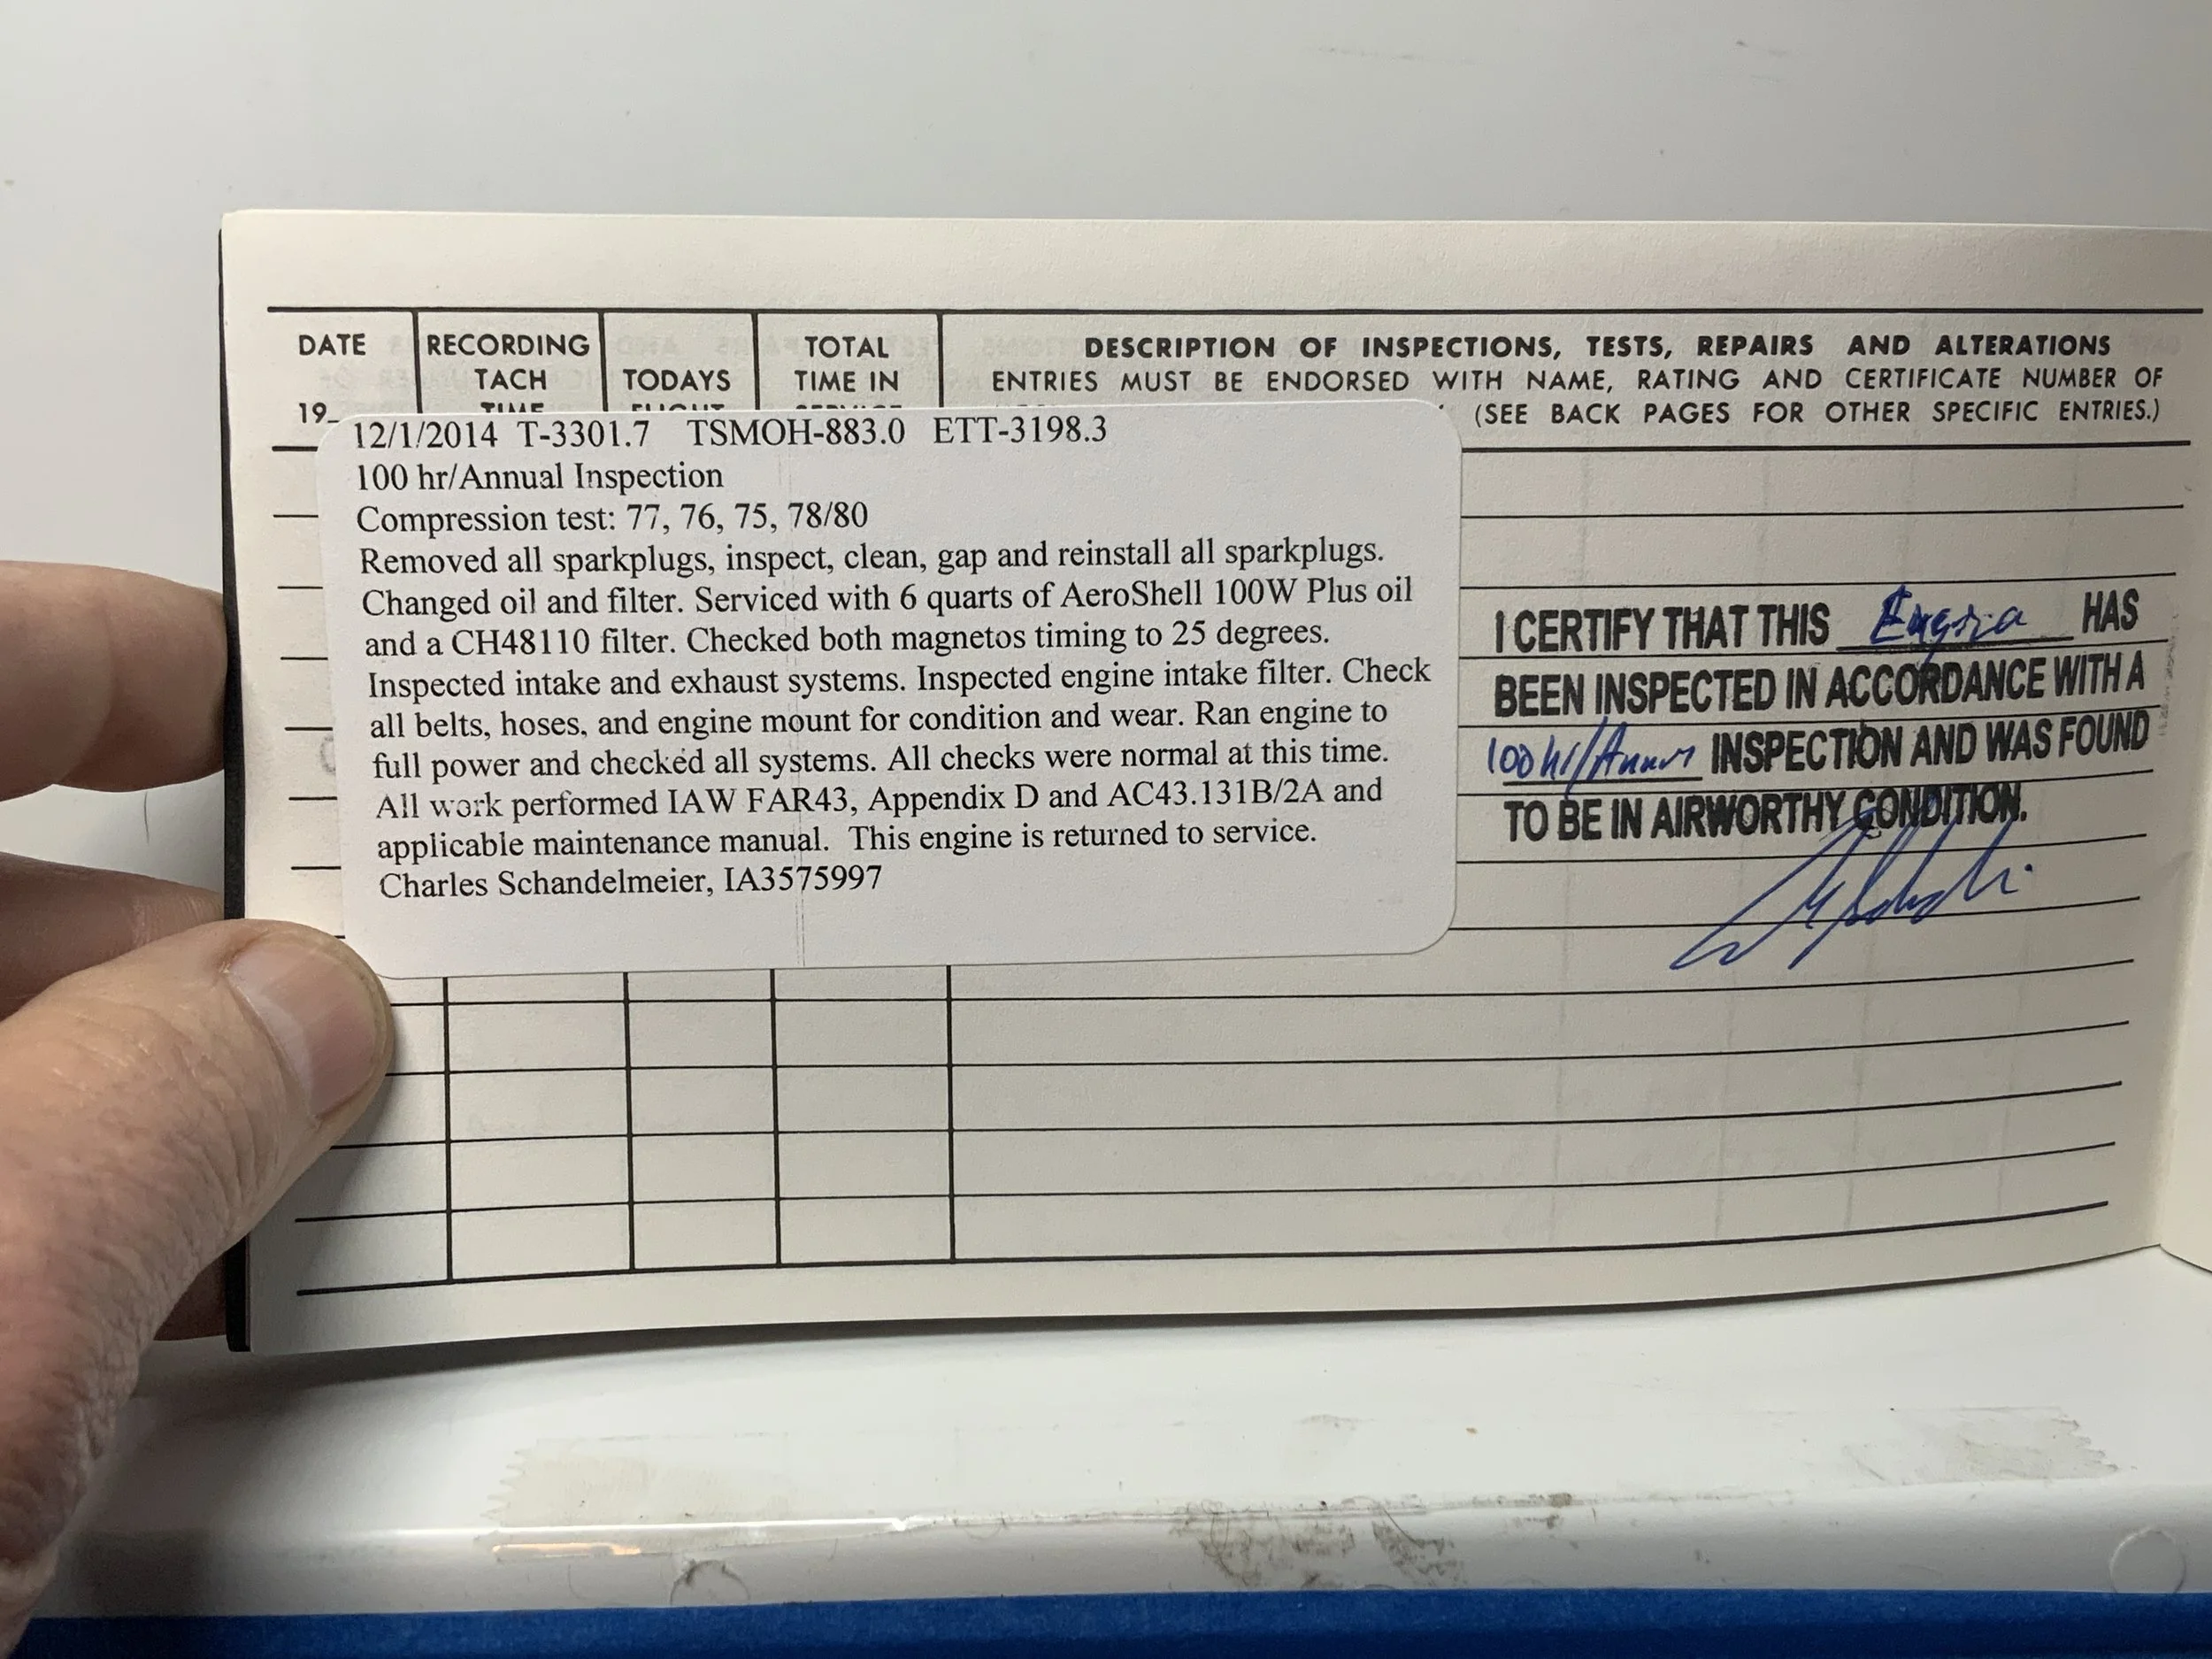 DATE RECORDING TACH TODAYS TOTAL TIME IN
19_
DESCRIPTION OF INSPECTIONS, TESTS, REPAIRS AND ALTERATIONS
ENTRIES MUST BE ENDORSED WITH NAME, RATING AND CERTIFICATE NUMBER OF
(SEE BACK PAGES FOR OTHER SPECIFIC ENTRIES.)
12/1/2014 T-3301.7 TSMOH-883.0 ETT-3198.3
100 hr/Annual Inspection
Compression test: 77, 76, 75, 78/80
Removed all sparkplugs, inspect, clean, gap and reinstall all sparkplugs.
Changed oil and filter. Serviced with 6 quarts of AeroShell 100W Plus oil
and a CH48110 filter. Checked both magnetos timing to 25 degrees.
Inspected intake and exhaust systems. Inspected engine intake filter. Check
all belts, hoses, and engine mount for condition and wear. Ran engine to
full power and checked all systems. All checks were normal at this time.
All work performed IAW FAR43, Appendix D and AC43.131B/2A and
applicable maintenance manual. This engine is returned to service.
Charles Schandelmeier, IA3575997
I CERTIFY THAT THIS HAS
BEEN INSPECTED IN ACCORDANCE WITH A
100 hr/ INSPECTION AND WAS FOUND
TO BE IN AIRWORTHY CONDITION.